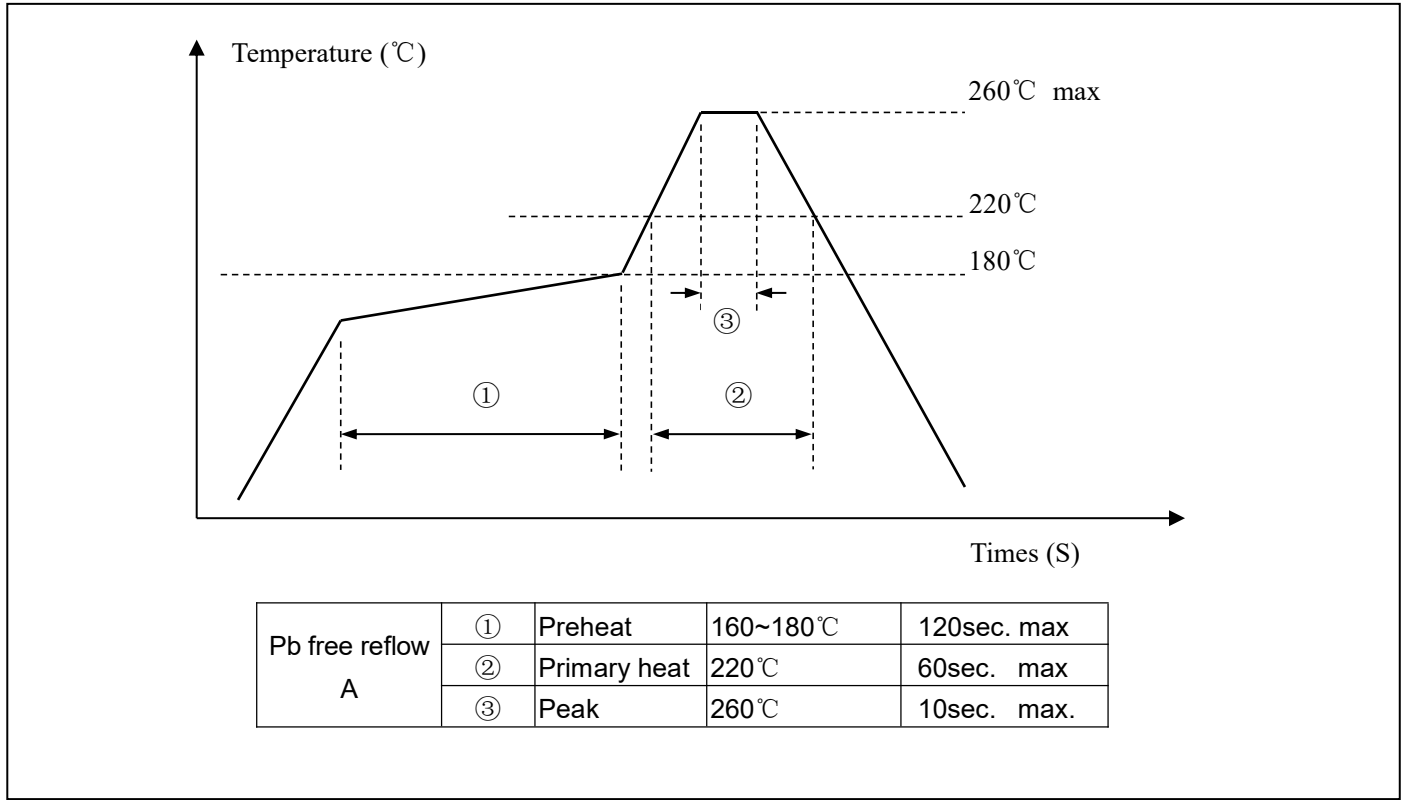 Temperature (℃)
260℃ max
220℃
180℃
③
①
②
Times (S)
Pb free reflow
A
① Preheat 160~180℃ 120sec. max
② Primary heat 220℃ 60sec. max
③ Peak 260℃ 10sec. max.